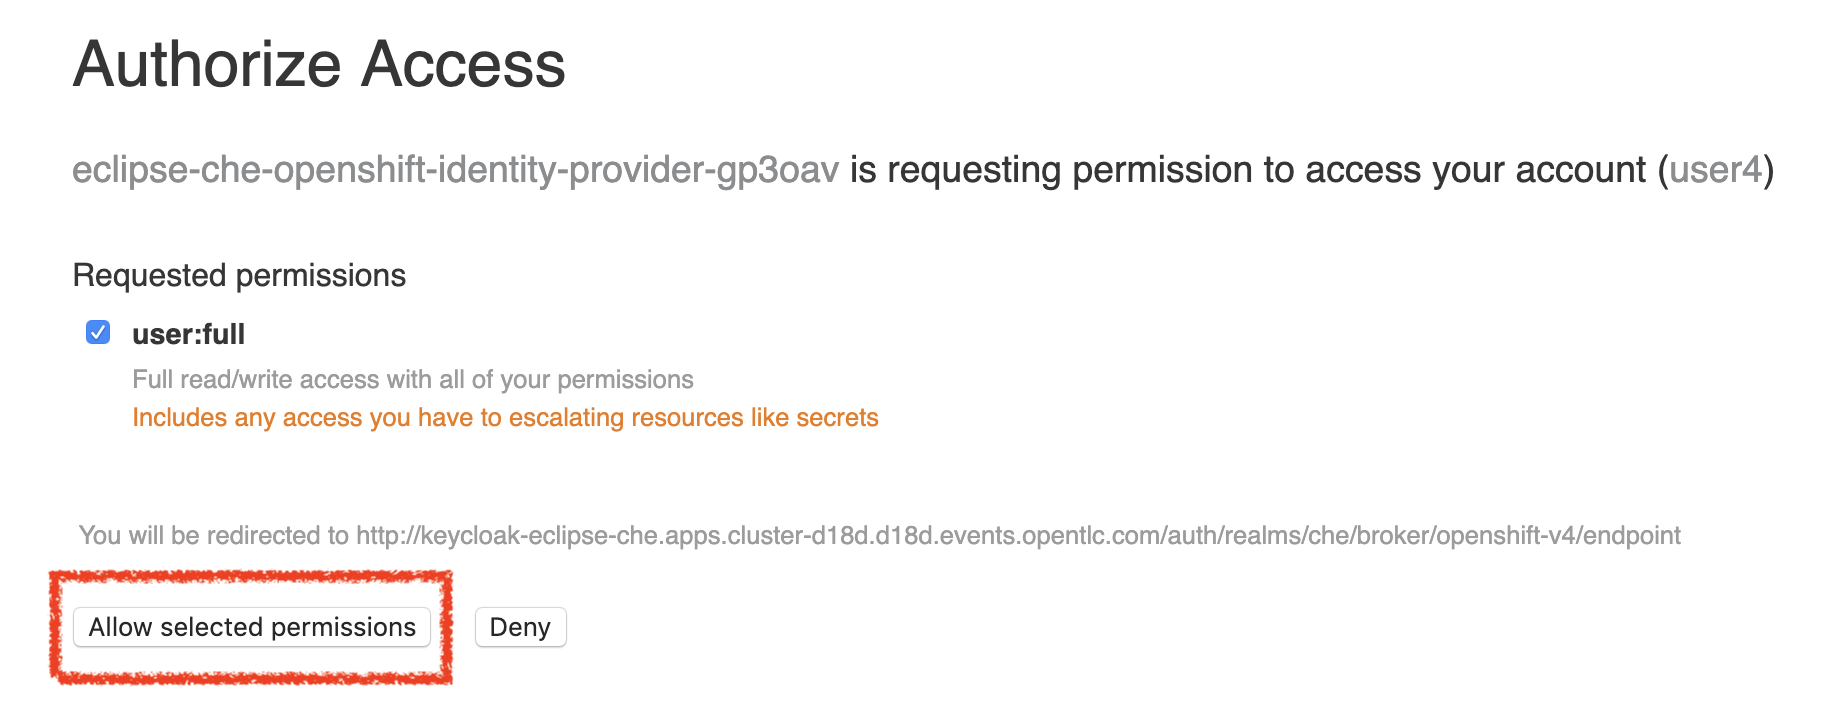 Authorize Access
eclipse-che-openshift-identity-provider-gp3oav is requesting permission to access your account (user4)
Requested permissions
user:full
Full read/write access with all of your permissions
Includes any access you have to escalating resources like secrets
You will be redirected to http://keycloak-eclipse-che.apps.cluster-d18d.d18d.events.opentlc.com/auth/realms/che/broker/openshift-v4/endpoint
Allow selected permissions Deny